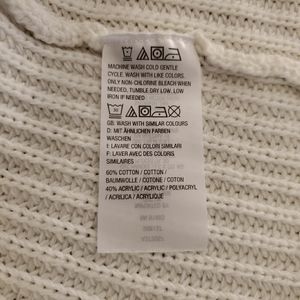 MACHINE WASH COLD GENTLE
CYCLE. WASH WITH LIKE COLORS.
ONLY NON-CHLORINE BLEACH WHEN
NEEDED, TUMBLE DRY LOW, LOW
IRON IF NEEDED
30
GB: WASH WITH SIMILAR COLOURS
D: MIT ÄHNLICHEN FARBEN
WASCHEN
I: LAVARE CON COLORI SIMILI
F: LAVER AVEC DES COLORIS
SIMILAIRES
60% COTTON / COTTON /
BAUMWOLLE / COTONE / COTON
40% ACRYLIC / ACRYLIC / POLYACRYL
/ ACRILICA / ACRYLIQUE